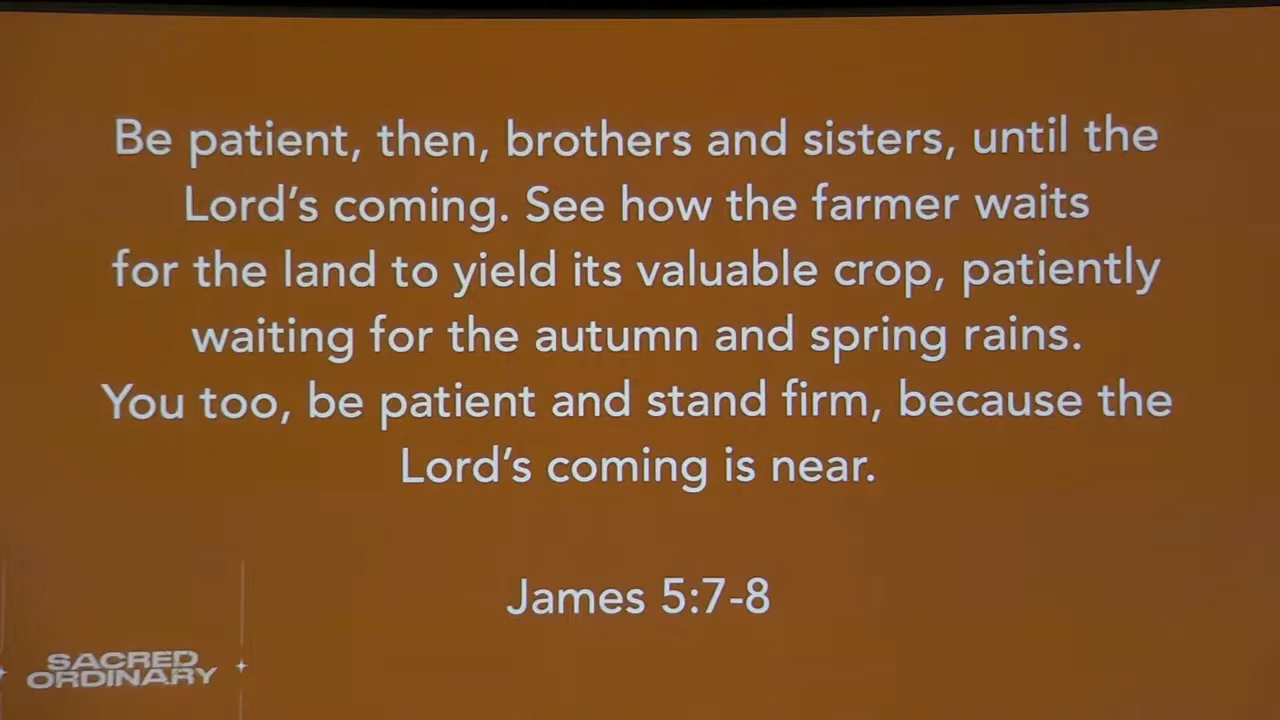 Be patient, then, brothers and sisters, until the
Lord’s coming. See how the farmer waits
for the land to yield its valuable crop, patiently
waiting for the autumn and spring rains.
You too, be patient and stand firm, because the
Lord’s coming is near.
James 5:7-8
SACRED
ORDINARY